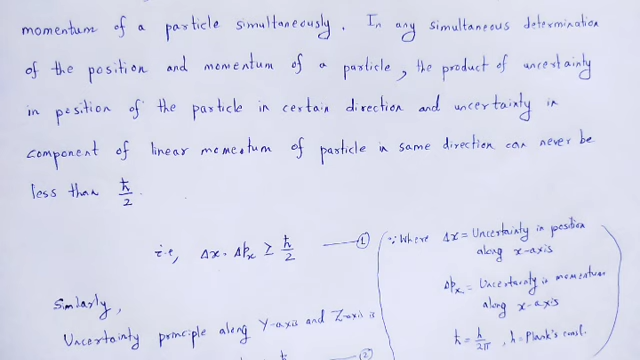 momentum of a particle simultaneously. In any simultaneous determination
of the position and momentum of a particle, the product of uncertainty
in position of the particle in certain direction and uncertainty in
component of linear momentum of particle in same direction can never be
less than ħ/2.
i.e, Δx. Δpₓ ≥ ħ/2 —— ①
∵ Where Δx = Uncertainty in position
along x-axis
Δpₓ = Uncertainty in momentum
along x-axis
ħ = h/2π , h = Plank's const.
Similarly,
Uncertainty principle along Y-axis and Z-axis is
②